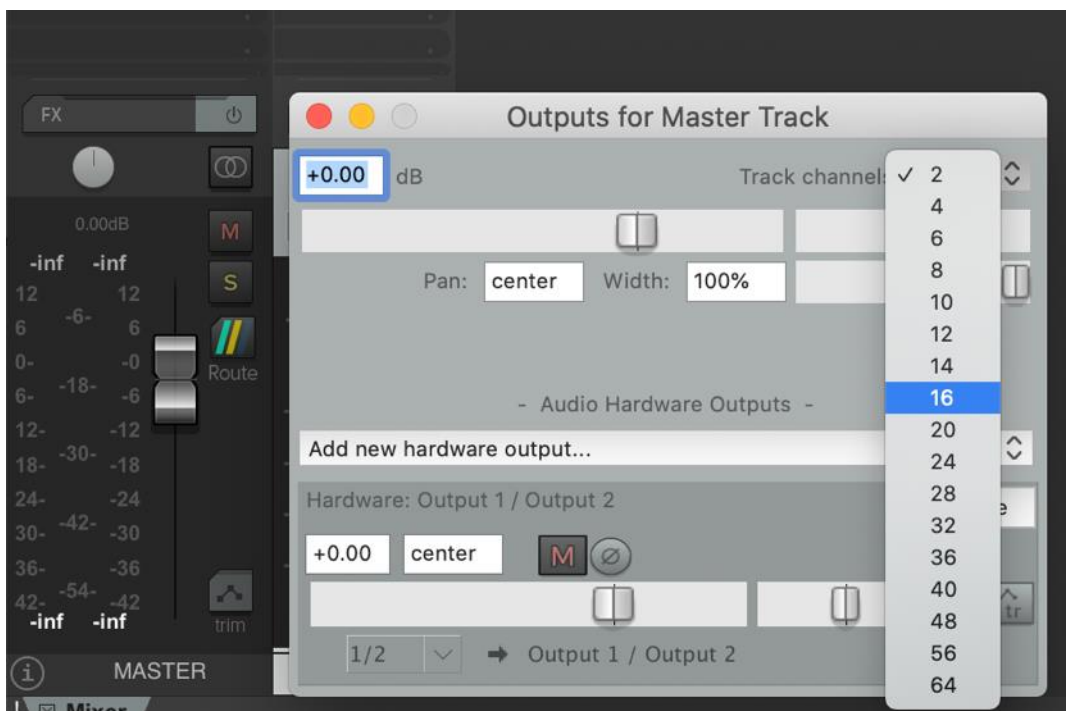 FX
0.00dB
M
-inf -inf
S
12 12
-6-
6 6
0- -0
Route
-18-
6- -6
12- -12
-30-
18- -18
24- -24
-42-
30- -30
36- -36
-54-
42- -42
-inf -inf
trim
i MASTER
Mixer
Outputs for Master Track
+0.00 dB
Track channel
✓ 2
4
6
8
10
12
14
16
20
24
28
32
36
40
48
56
64
Pan: center Width: 100%
- Audio Hardware Outputs -
Add new hardware output...
Hardware: Output 1 / Output 2
+0.00 center M Ø
tr
1/2 → Output 1 / Output 2